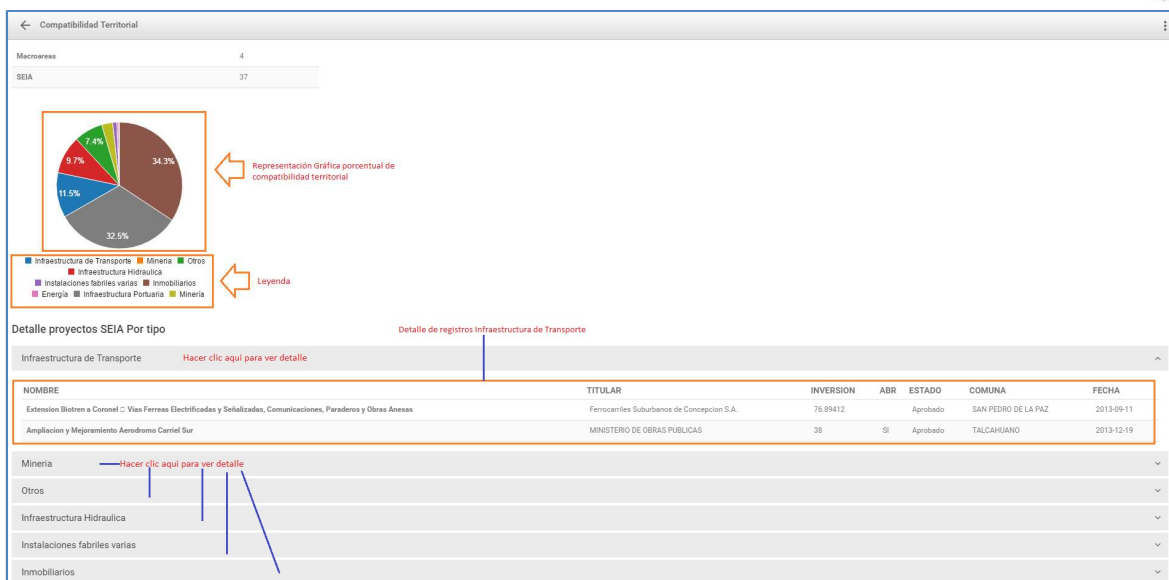 Compatibilidad Territorial
Macroareas 4
SEIA 37
7.4%
9.7%
34.3%
11.5%
32.5%
Representación Gráfica porcentual de
compatibilidad territorial
Infraestructura de Transporte Mineria Otros
Infraestructura Hidraulica
Instalaciones fabriles varias Inmobiliarios
Energía Infraestructura Portuaria Minería
Leyenda
Detalle proyectos SEIA Por tipo
Detalle de registros Infraestructura de Transporte
Infraestructura de Transporte Hacer clic aqui para ver detalle
NOMBRE TITULAR INVERSION ABR ESTADO COMUNA FECHA
Extension Biotren a Coronel □ Vias Ferreas Electrificadas y Señalizadas, Comunicaciones, Paraderos y Obras Anexas Ferrocarriles Suburbanos de Concepcion S.A. 76.89412 Aprobado SAN PEDRO DE LA PAZ 2013-09-11
Ampliacion y Mejoramiento Aerodromo Carriel Sur MINISTERIO DE OBRAS PUBLICAS 38 SI Aprobado TALCAHUANO 2013-12-19
Mineria Hacer clic aqui para ver detalle
Otros
Infraestructura Hidraulica
Instalaciones fabriles varias
Inmobiliarios